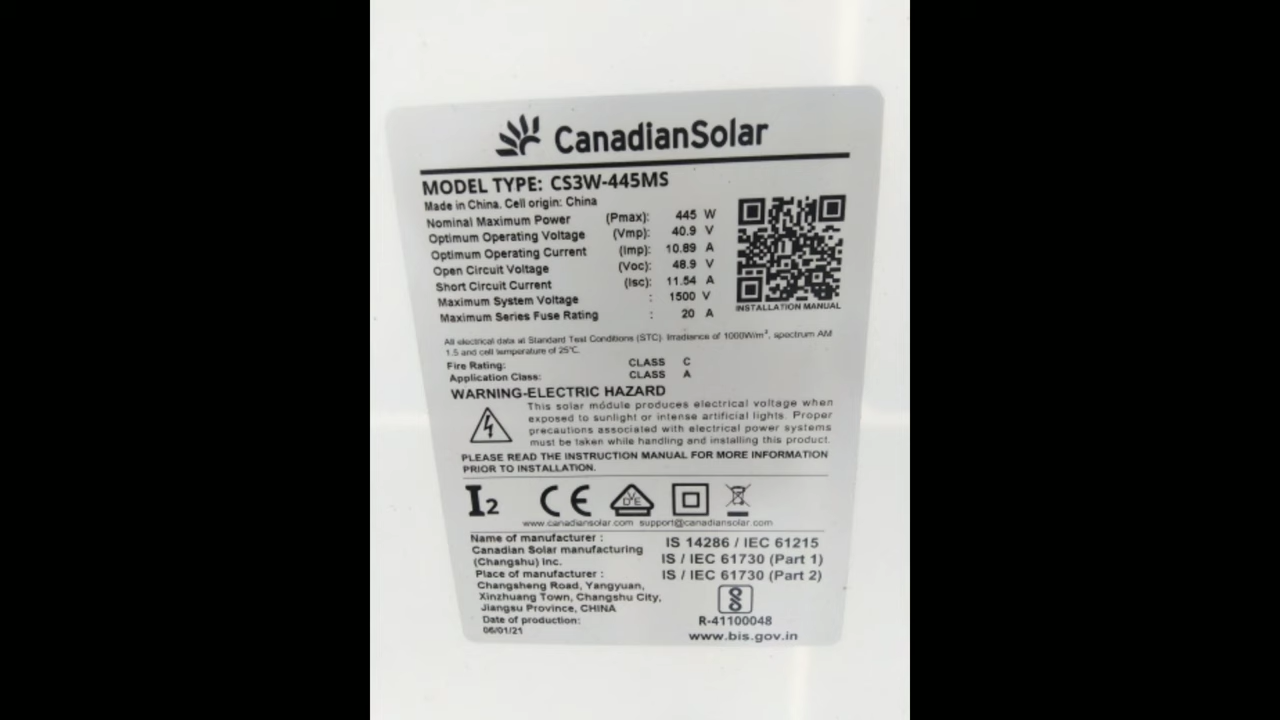 CanadianSolar
MODEL TYPE: CS3W-445MS
Made in China. Cell origin: China
Nominal Maximum Power (Pmax): 445 W
Optimum Operating Voltage (Vmp): 40.9 V
Optimum Operating Current (Imp): 10.89 A
Open Circuit Voltage (Voc): 48.9 V
Short Circuit Current (Isc): 11.54 A
Maximum System Voltage : 1500 V
Maximum Series Fuse Rating : 20 A
INSTALLATION MANUAL
All electrical data at Standard Test Conditions (STC) Irradiance of 1000W/m², spectrum AM
1.5 and cell temperature of 25°C.
Fire Rating: CLASS C
Application Class: CLASS A
WARNING-ELECTRIC HAZARD
This solar module produces electrical voltage when
exposed to sunlight or intense artificial lights. Proper
precautions associated with electrical power systems
must be taken while handling and installing this product.
PLEASE READ THE INSTRUCTION MANUAL FOR MORE INFORMATION
PRIOR TO INSTALLATION.
I2 CE VDE
www.canadiansolar.com support@canadiansolar.com
Name of manufacturer :
Canadian Solar manufacturing
(Changshu) Inc.
Place of manufacturer :
Changsheng Road, Yangyuan,
Xinzhuang Town, Changshu City,
Jiangsu Province, CHINA
Date of production:
06/01/21
IS 14286 / IEC 61215
IS / IEC 61730 (Part 1)
IS / IEC 61730 (Part 2)
R-41100048
www.bis.gov.in